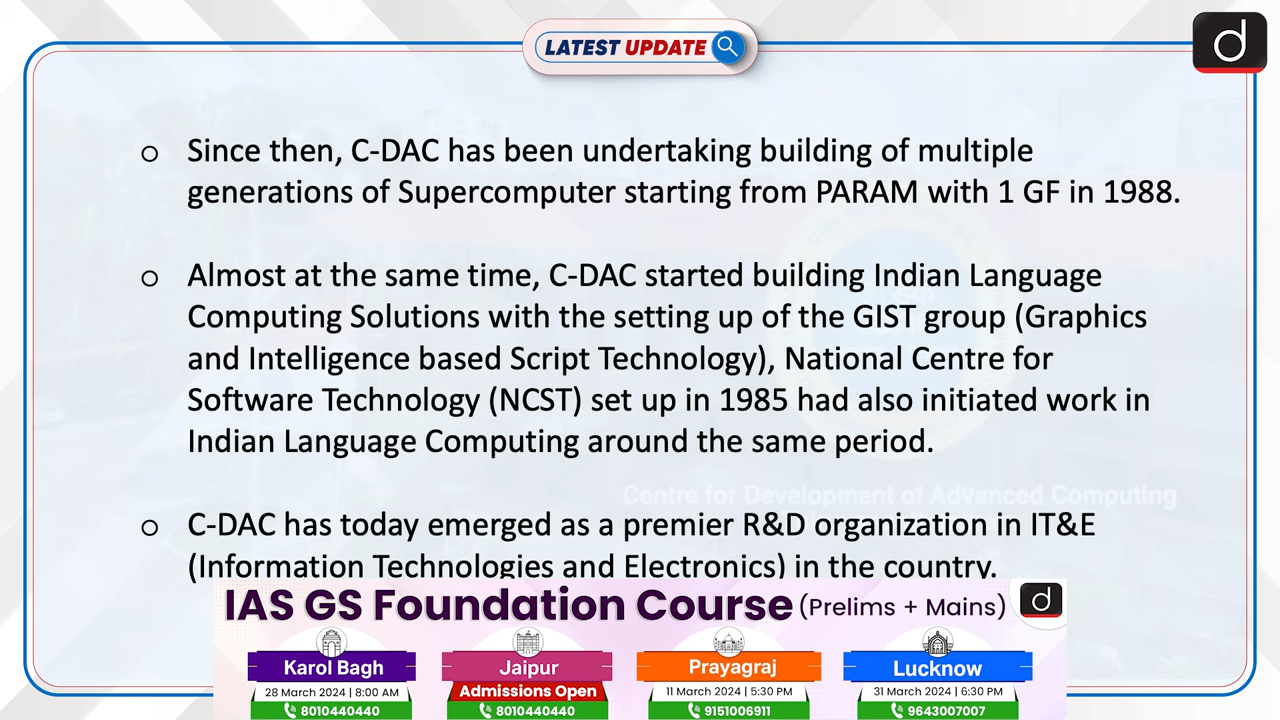 LATEST UPDATE
d
Since then, C-DAC has been undertaking building of multiple
generations of Supercomputer starting from PARAM with 1 GF in 1988.
Almost at the same time, C-DAC started building Indian Language
Computing Solutions with the setting up of the GIST group (Graphics
and Intelligence based Script Technology), National Centre for
Software Technology (NCST) set up in 1985 had also initiated work in
Indian Language Computing around the same period.
Centre for Development of Advanced Computing
C-DAC has today emerged as a premier R&D organization in IT&E
(Information Technologies and Electronics) in the country.
IAS GS Foundation Course (Prelims + Mains)
d
Karol Bagh
28 March 2024 | 8:00 AM
8010440440
Jaipur
Admissions Open
8010440440
Prayagraj
11 March 2024 | 5:30 PM
9151006911
Lucknow
31 March 2024 | 6:30 PM
9643007007